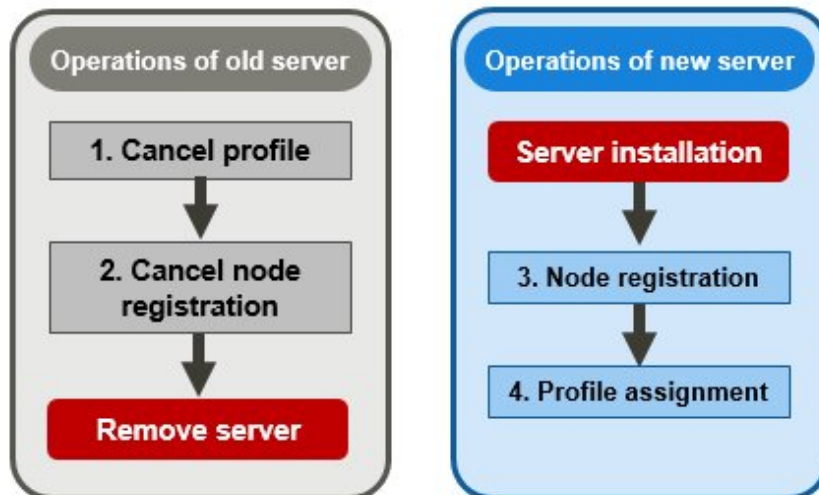 Operations of old server
1. Cancel profile
2. Cancel node
registration
Remove server
Operations of new server
Server installation
3. Node registration
4. Profile assignment